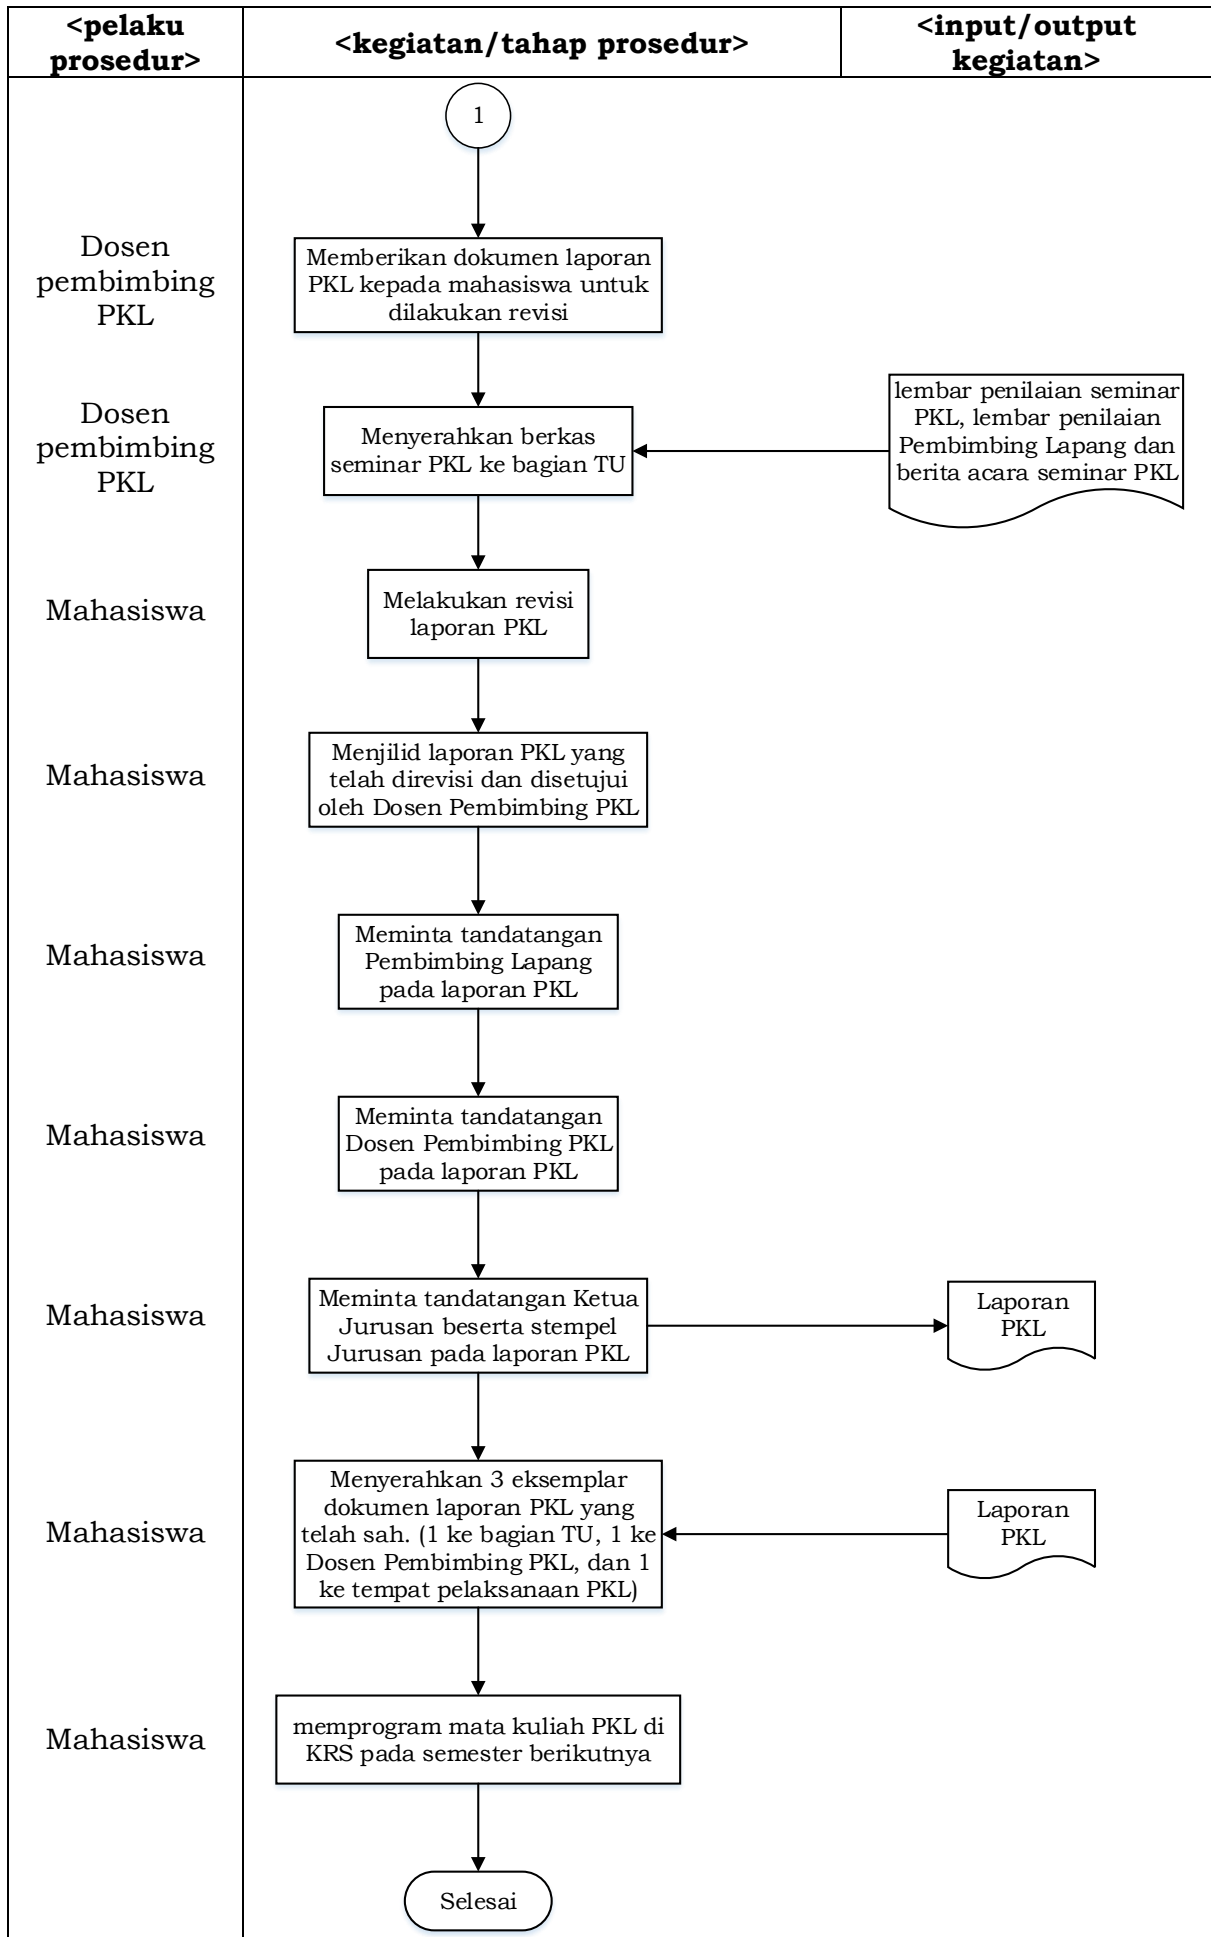 <pelaku
prosedur>
<kegiatan/tahap prosedur>
<input/output
kegiatan>
1
Dosen
pembimbing
PKL
Memberikan dokumen laporan
PKL kepada mahasiswa untuk
dilakukan revisi
Dosen
pembimbing
PKL
Menyerahkan berkas
seminar PKL ke bagian TU
lembar penilaian seminar
PKL, lembar penilaian
Pembimbing Lapang dan
berita acara seminar PKL
Mahasiswa
Melakukan revisi
laporan PKL
Mahasiswa
Menjilid laporan PKL yang
telah direvisi dan disetujui
oleh Dosen Pembimbing PKL
Mahasiswa
Meminta tandatangan
Pembimbing Lapang
pada laporan PKL
Mahasiswa
Meminta tandatangan
Dosen Pembimbing PKL
pada laporan PKL
Mahasiswa
Meminta tandatangan Ketua
Jurusan beserta stempel
Jurusan pada laporan PKL
Laporan
PKL
Mahasiswa
Menyerahkan 3 eksemplar
dokumen laporan PKL yang
telah sah. (1 ke bagian TU, 1 ke
Dosen Pembimbing PKL, dan 1
ke tempat pelaksanaan PKL)
Laporan
PKL
Mahasiswa
memprogram mata kuliah PKL di
KRS pada semester berikutnya
Selesai